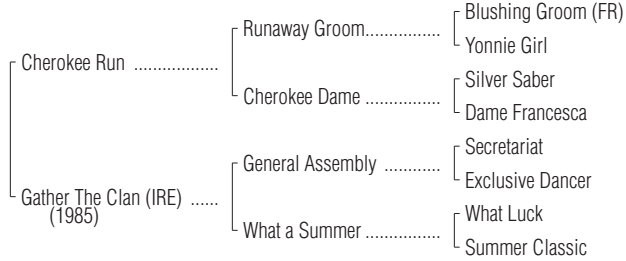 Blushing Groom (FR)
Runaway Groom.................
Yonnie Girl
Cherokee Run ..................
Silver Saber
Cherokee Dame ................
Dame Francesca
Secretariat
General Assembly ............
Exclusive Dancer
Gather The Clan (IRE) ......
(1985)
What Luck
What a Summer ................
Summer Classic